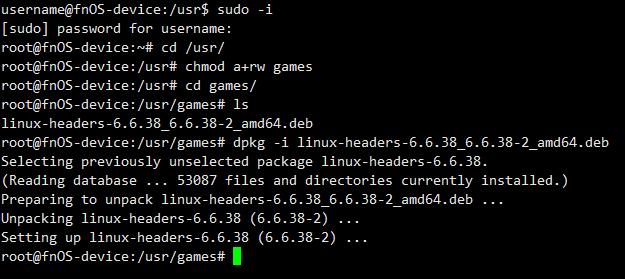 username@fnOS-device:/usr$ sudo -i
[sudo] password for username:
root@fnOS-device:~# cd /usr/
root@fnOS-device:/usr# chmod a+rw games
root@fnOS-device:/usr# cd games/
root@fnOS-device:/usr/games# ls
linux-headers-6.6.38_6.6.38-2_amd64.deb
root@fnOS-device:/usr/games# dpkg -i linux-headers-6.6.38_6.6.38-2_amd64.deb
Selecting previously unselected package linux-headers-6.6.38.
(Reading database ... 53087 files and directories currently installed.)
Preparing to unpack linux-headers-6.6.38_6.6.38-2_amd64.deb ...
Unpacking linux-headers-6.6.38 (6.6.38-2) ...
Setting up linux-headers-6.6.38 (6.6.38-2) ...
root@fnOS-device:/usr/games#